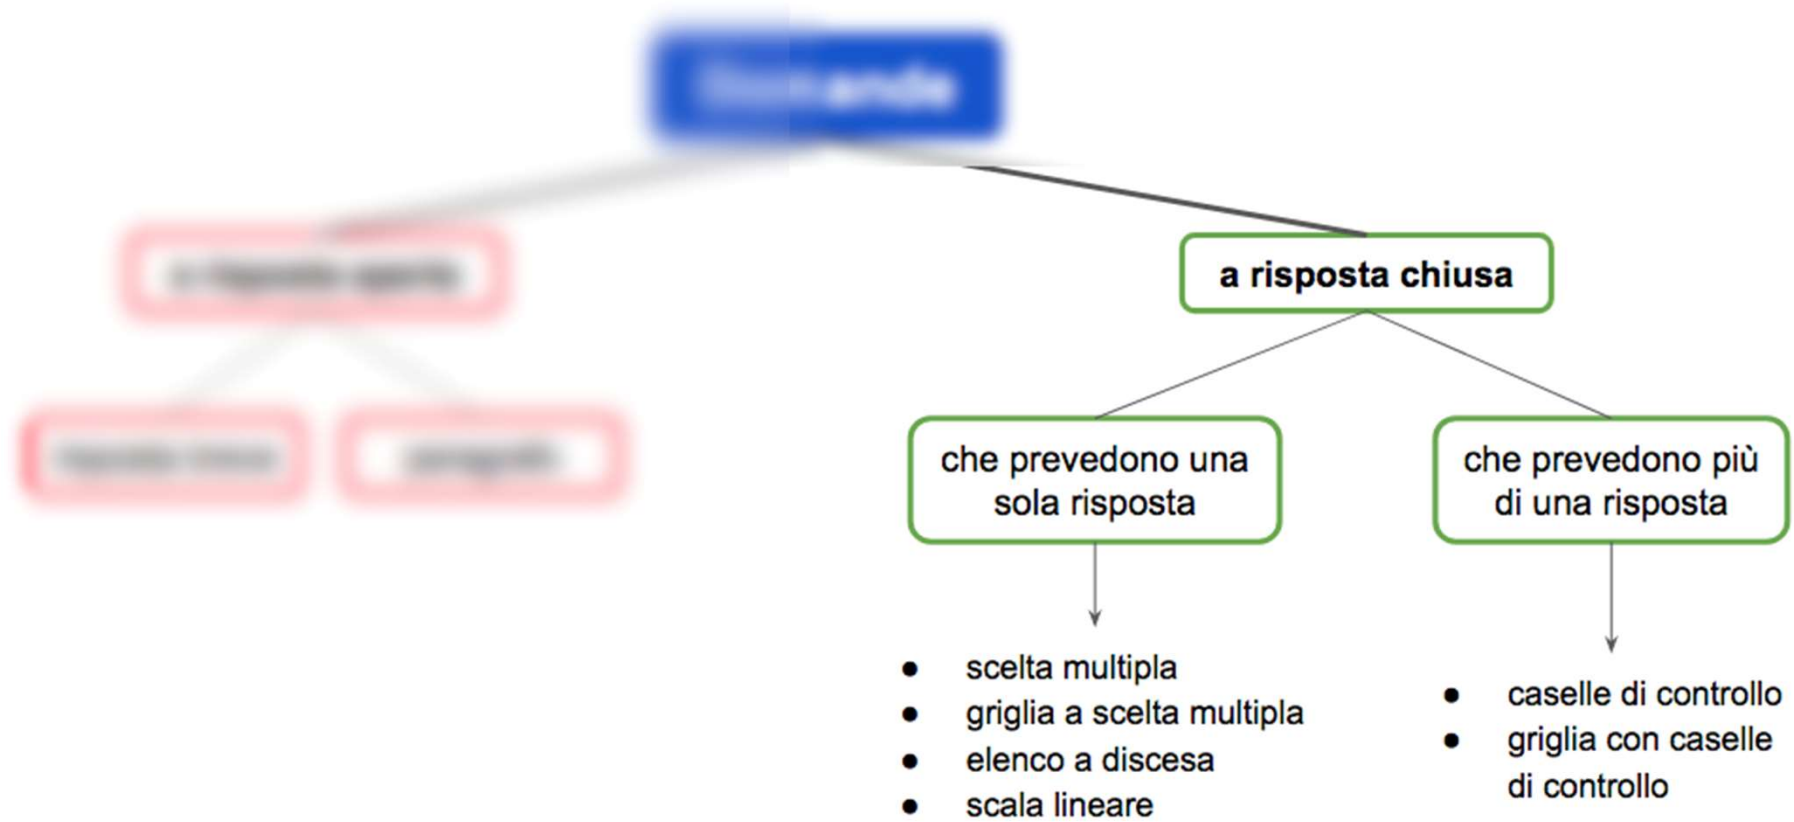 a risposta chiusa
che prevedono una
sola risposta
che prevedono più
di una risposta
● scelta multipla
● griglia a scelta multipla
● elenco a discesa
● scala lineare
● caselle di controllo
● griglia con caselle
di controllo